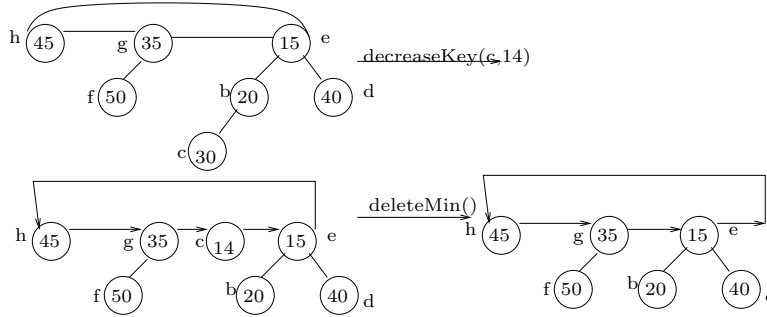 h 45 g 35 15 e
decreaseKey(c,14)
f 50 b 20 40 d
c 30
deleteMin()
h 45 g 35 c 14 15 e h 45 g 35 15 e
f 50 b 20 40 d f 50 b 20 40